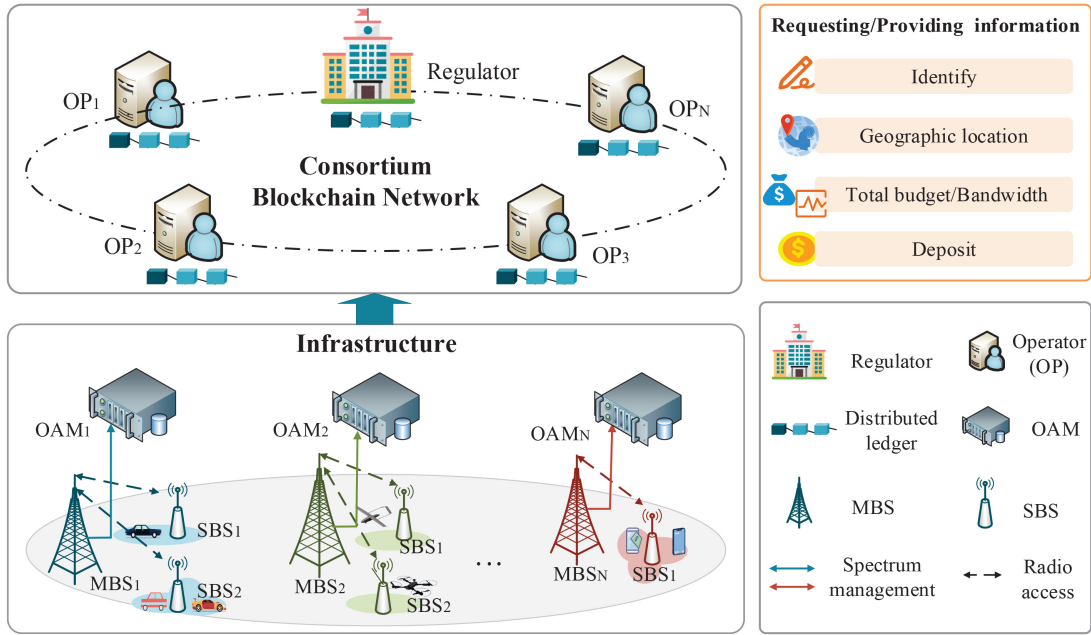 Regulator
OP1
OPN
Consortium
Blockchain Network
OP2
OP3
Requesting/Providing information
Identify
Geographic location
Total budget/Bandwidth
Deposit
Infrastructure
OAM1
OAM2
OAMN
SBS1
SBS1
MBS1
SBS2
MBS2
SBS2
...
MBSN
SBS1
Regulator
Operator
(OP)
Distributed
ledger
OAM
MBS
SBS
Spectrum
management
Radio
access